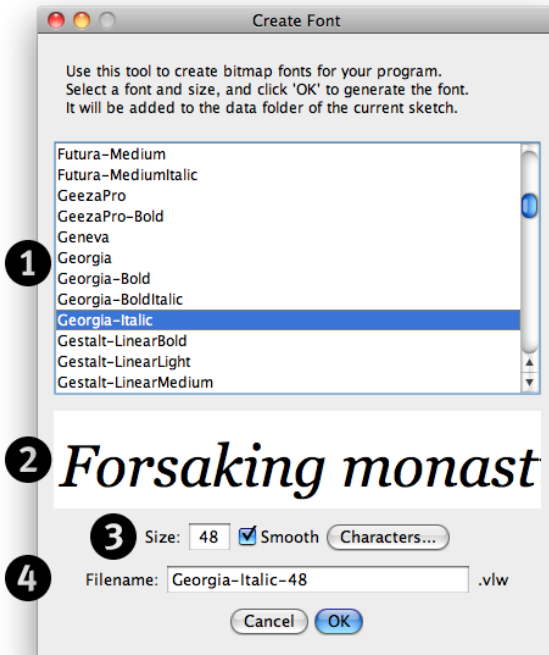 Create Font
Use this tool to create bitmap fonts for your program.
Select a font and size, and click 'OK' to generate the font.
It will be added to the data folder of the current sketch.
Futura-Medium
Futura-MediumItalic
GeezaPro
GeezaPro-Bold
Geneva
1
Georgia
Georgia-Bold
Georgia-BoldItalic
Georgia-Italic
Gestalt-LinearBold
Gestalt-LinearLight
Gestalt-LinearMedium
2 Forsaking monast
3 Size: 48 Smooth Characters...
4 Filename: Georgia-Italic-48 .vlw
Cancel OK